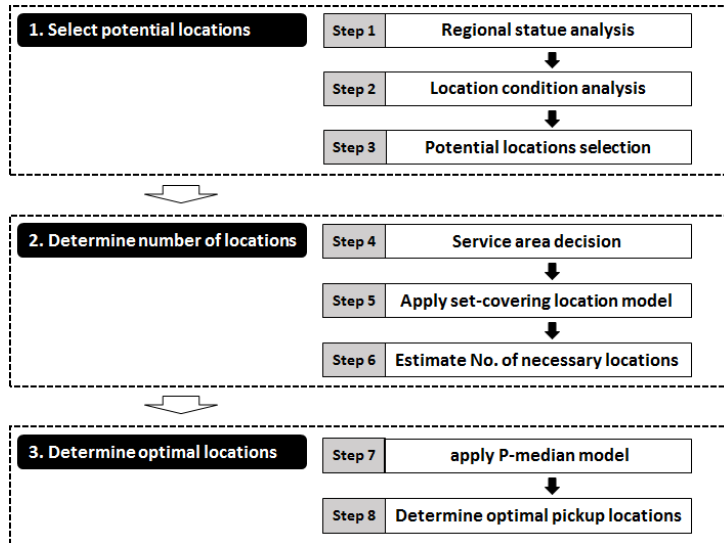 1. Select potential locations
Step 1 Regional statue analysis
Step 2 Location condition analysis
Step 3 Potential locations selection
2. Determine number of locations
Step 4 Service area decision
Step 5 Apply set-covering location model
Step 6 Estimate No. of necessary locations
3. Determine optimal locations
Step 7 apply P-median model
Step 8 Determine optimal pickup locations